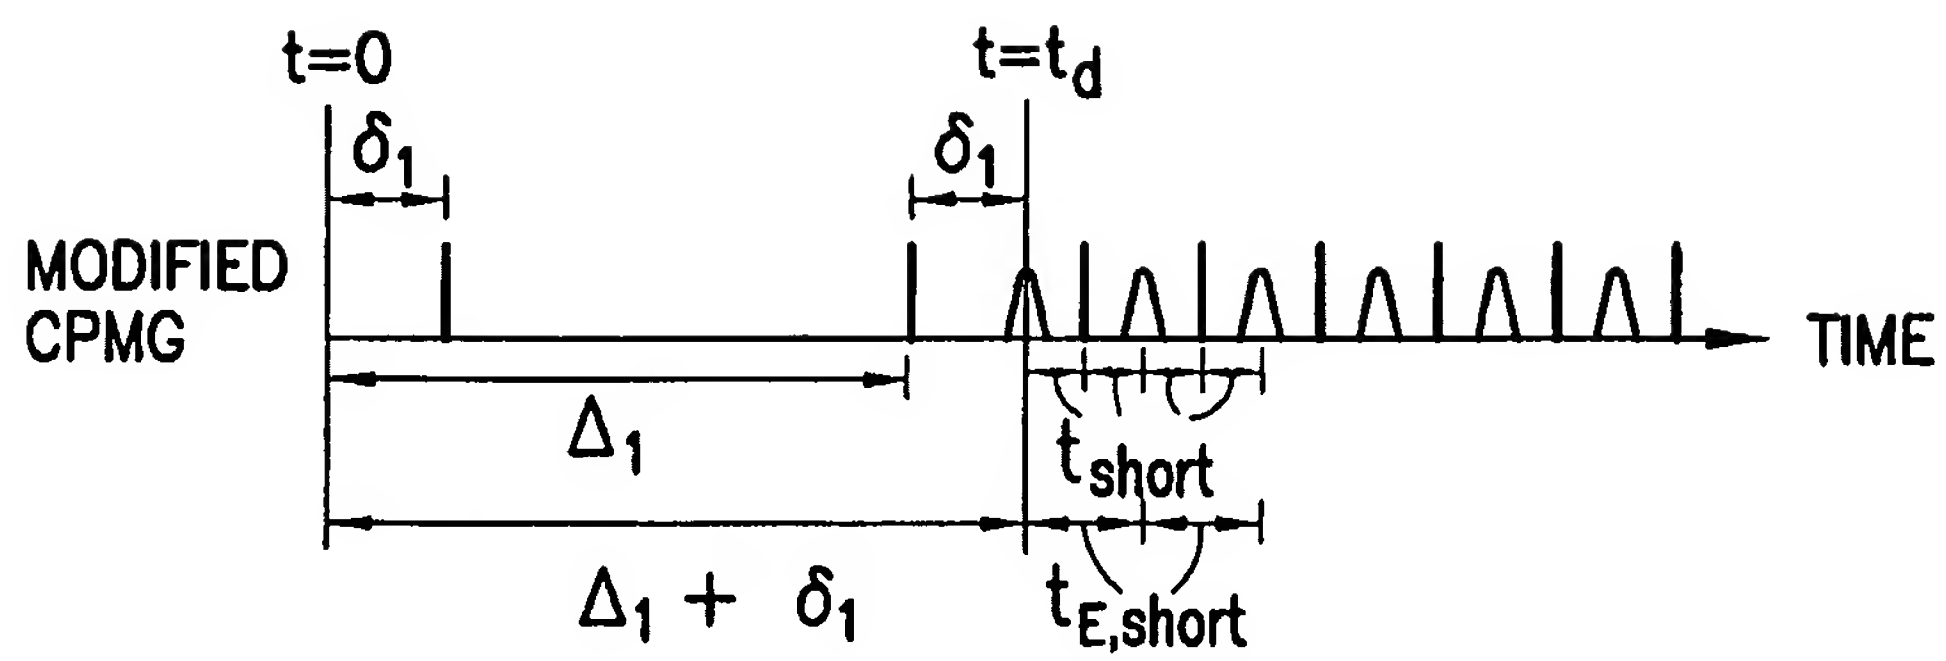 t=0
t=td
δ1
δ1
MODIFIED
CPMG
TIME
Δ1
tshort
Δ1 + δ1
tE,short